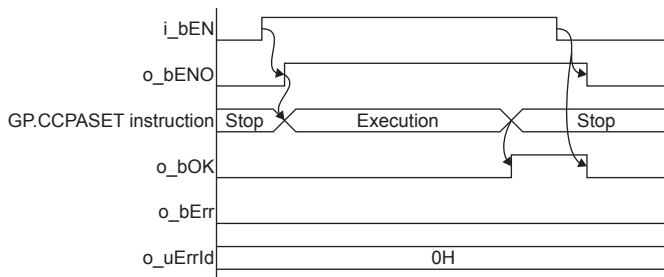 i_bEN
o_bENO
GP.CCPASET instruction Stop Execution Stop
o_bOK
o_bErr
o_uErrId 0H